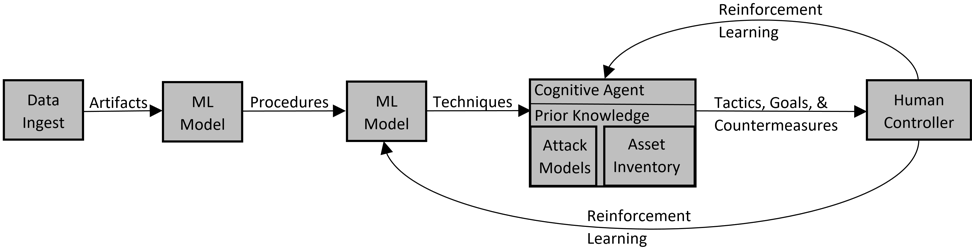 Reinforcement
Learning
Data
Ingest
Artifacts
ML
Model
Procedures
ML
Model
Techniques
Cognitive Agent
Prior Knowledge
Attack
Models
Asset
Inventory
Tactics, Goals, &
Countermeasures
Human
Controller
Reinforcement
Learning